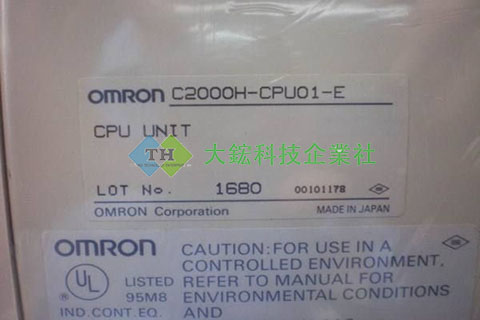 OMRON C2000H-CPU01-E
CPU UNIT
TH 大鋐科技企業社
LOT No. 1680 00101178
OMRON Corporation MADE IN JAPAN
OMRON
UL LISTED
95M8
IND.CONT.EQ.
CAUTION:FOR USE IN A
CONTROLLED ENVIRONMENT.
REFER TO MANUAL FOR
ENVIRONMENTAL CONDITIONS
AND